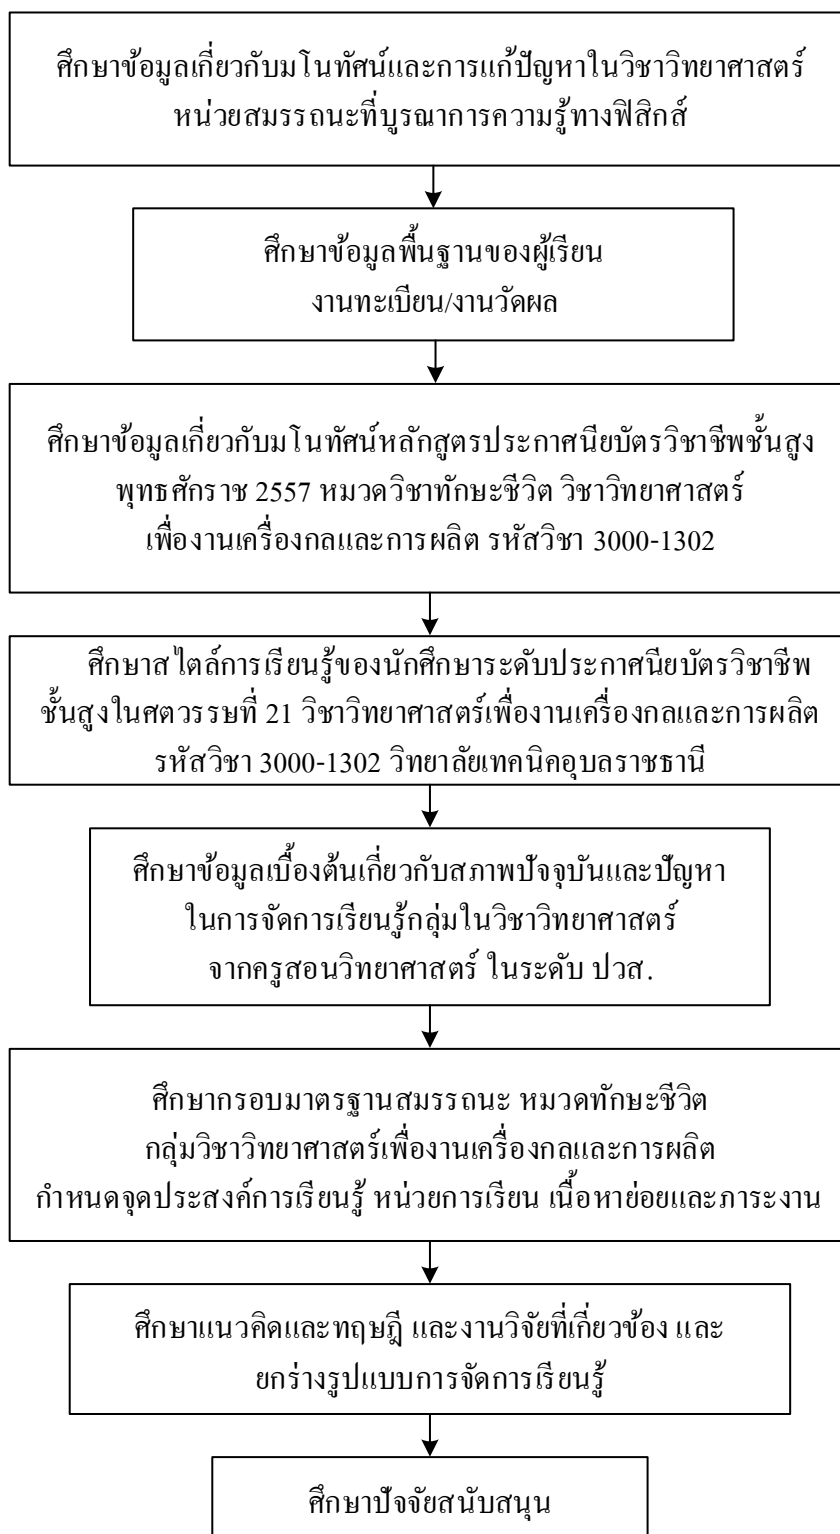 ศึกษาข้อมูลเกี่ยวกับมโนทัศน์และการแก้ปัญหาในวิชาวิทยาศาสตร์
หน่วยสมรรถนะที่บูรณาการความรู้ทางฟิสิกส์
ศึกษาข้อมูลพื้นฐานของผู้เรียน
งานทะเบียน/งานวัดผล
ศึกษาข้อมูลเกี่ยวกับมโนทัศน์หลักสูตรประกาศนียบัตรวิชาชีพชั้นสูง
พุทธศักราช 2557 หมวดวิชาทักษะชีวิต วิชาวิทยาศาสตร์
เพื่องานเครื่องกลและการผลิต รหัสวิชา 3000-1302
ศึกษาสไตล์การเรียนรู้ของนักศึกษาระดับประกาศนียบัตรวิชาชีพ
ชั้นสูงในศตวรรษที่ 21 วิชาวิทยาศาสตร์เพื่องานเครื่องกลและการผลิต
รหัสวิชา 3000-1302 วิทยาลัยเทคนิคอุบลราชธานี
ศึกษาข้อมูลเบื้องต้นเกี่ยวกับสภาพปัจจุบันและปัญหา
ในการจัดการเรียนรู้กลุ่มในวิชาวิทยาศาสตร์
จากครูสอนวิทยาศาสตร์ ในระดับ ปวส.
ศึกษากรอบมาตรฐานสมรรถนะ หมวดทักษะชีวิต
กลุ่มวิชาวิทยาศาสตร์เพื่องานเครื่องกลและการผลิต
กำหนดจุดประสงค์การเรียนรู้ หน่วยการเรียน เนื้อหาย่อยและภาระงาน
ศึกษาแนวคิดและทฤษฎี และงานวิจัยที่เกี่ยวข้อง และ
ยกร่างรูปแบบการจัดการเรียนรู้
ศึกษาปัจจัยสนับสนุน